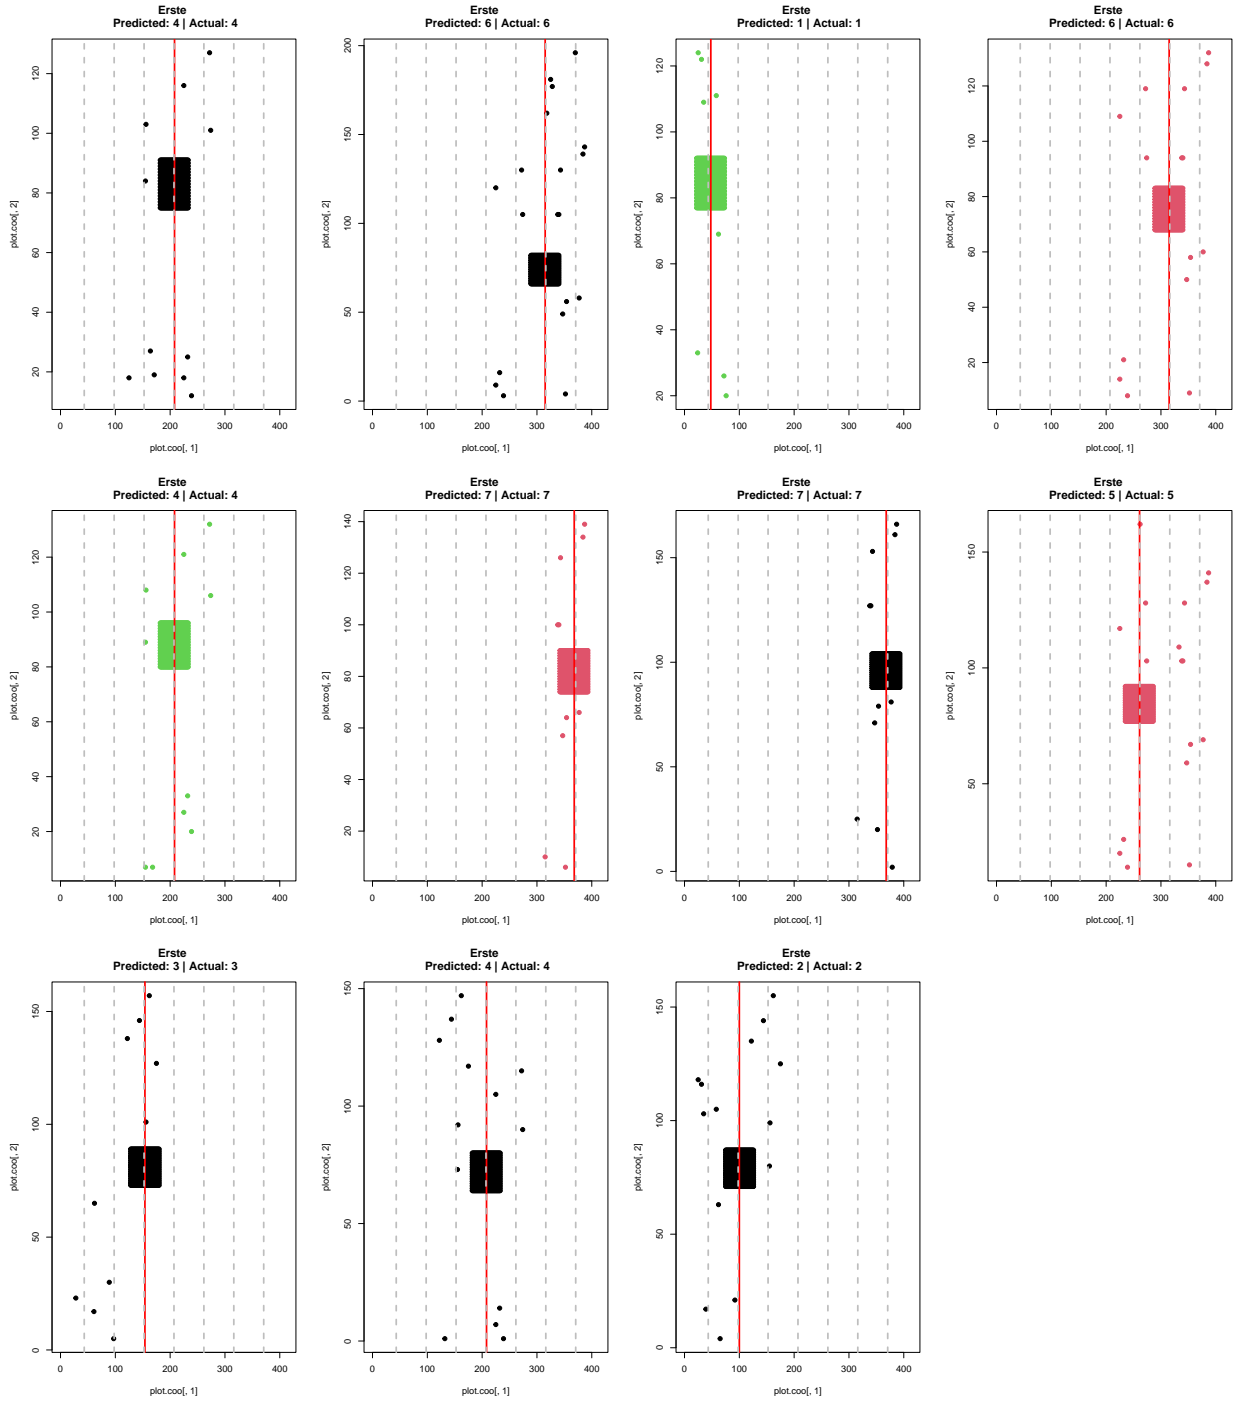 Erste
Predicted: 4 | Actual: 4
plot.coo[, 2]
20 40 60 80 100 120
0 100 200 300 400
plot.coo[, 1]
Erste
Predicted: 6 | Actual: 6
plot.coo[, 2]
0 50 100 150 200
0 100 200 300 400
plot.coo[, 1]
Erste
Predicted: 1 | Actual: 1
plot.coo[, 2]
20 40 60 80 100 120
0 100 200 300 400
plot.coo[, 1]
Erste
Predicted: 6 | Actual: 6
plot.coo[, 2]
20 40 60 80 100 120
0 100 200 300 400
plot.coo[, 1]
Erste
Predicted: 4 | Actual: 4
plot.coo[, 2]
20 40 60 80 100 120
0 100 200 300 400
plot.coo[, 1]
Erste
Predicted: 7 | Actual: 7
plot.coo[, 2]
20 40 60 80 100 120 140
0 100 200 300 400
plot.coo[, 1]
Erste
Predicted: 7 | Actual: 7
plot.coo[, 2]
0 50 100 150
0 100 200 300 400
plot.coo[, 1]
Erste
Predicted: 5 | Actual: 5
plot.coo[, 2]
50 100 150
0 100 200 300 400
plot.coo[, 1]
Erste
Predicted: 3 | Actual: 3
plot.coo[, 2]
0 50 100 150
0 100 200 300 400
plot.coo[, 1]
Erste
Predicted: 4 | Actual: 4
plot.coo[, 2]
0 50 100 150
0 100 200 300 400
plot.coo[, 1]
Erste
Predicted: 2 | Actual: 2
plot.coo[, 2]
0 50 100 150
0 100 200 300 400
plot.coo[, 1]